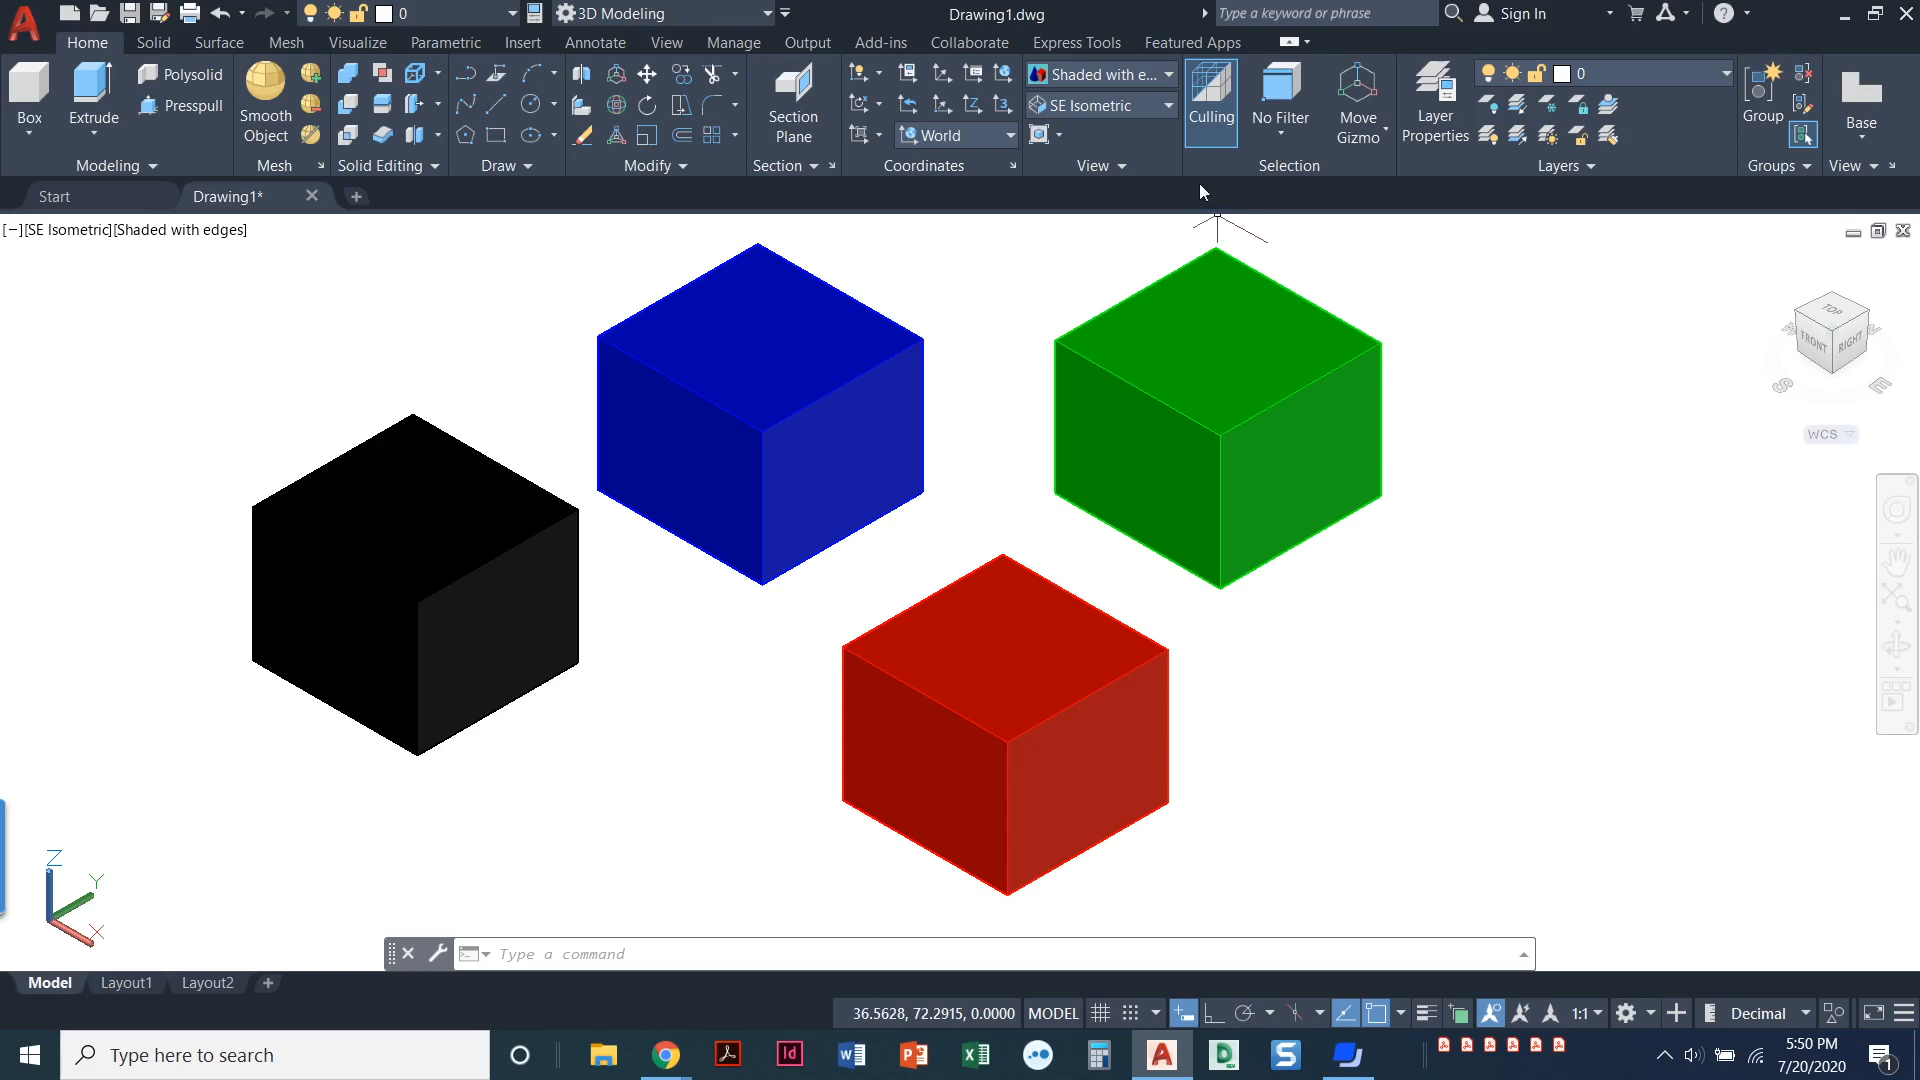 0
3D Modeling
Drawing1.dwg
Type a keyword or phrase
Sign In
Home Solid Surface Mesh Visualize Parametric Insert Annotate View Manage Output Add-ins Collaborate Express Tools Featured Apps
Box
Extrude
Polysolid
Presspull
Modeling
Smooth
Object
Mesh
Solid Editing
Draw
Modify
Section
Plane
Section
World
Coordinates
Shaded with e...
SE Isometric
View
Culling
No Filter
Move
Gizmo
Selection
Layer
Properties
0
Layers
Group
Groups
Base
View
Start
Drawing1*
[−][SE Isometric][Shaded with edges]
TOP
FRONT
RIGHT
S
E
WCS
Z
Y
X
Type a command
Model Layout1 Layout2
36.5628, 72.2915, 0.0000 MODEL 1:1 Decimal
Type here to search
5:50 PM
7/20/2020
1